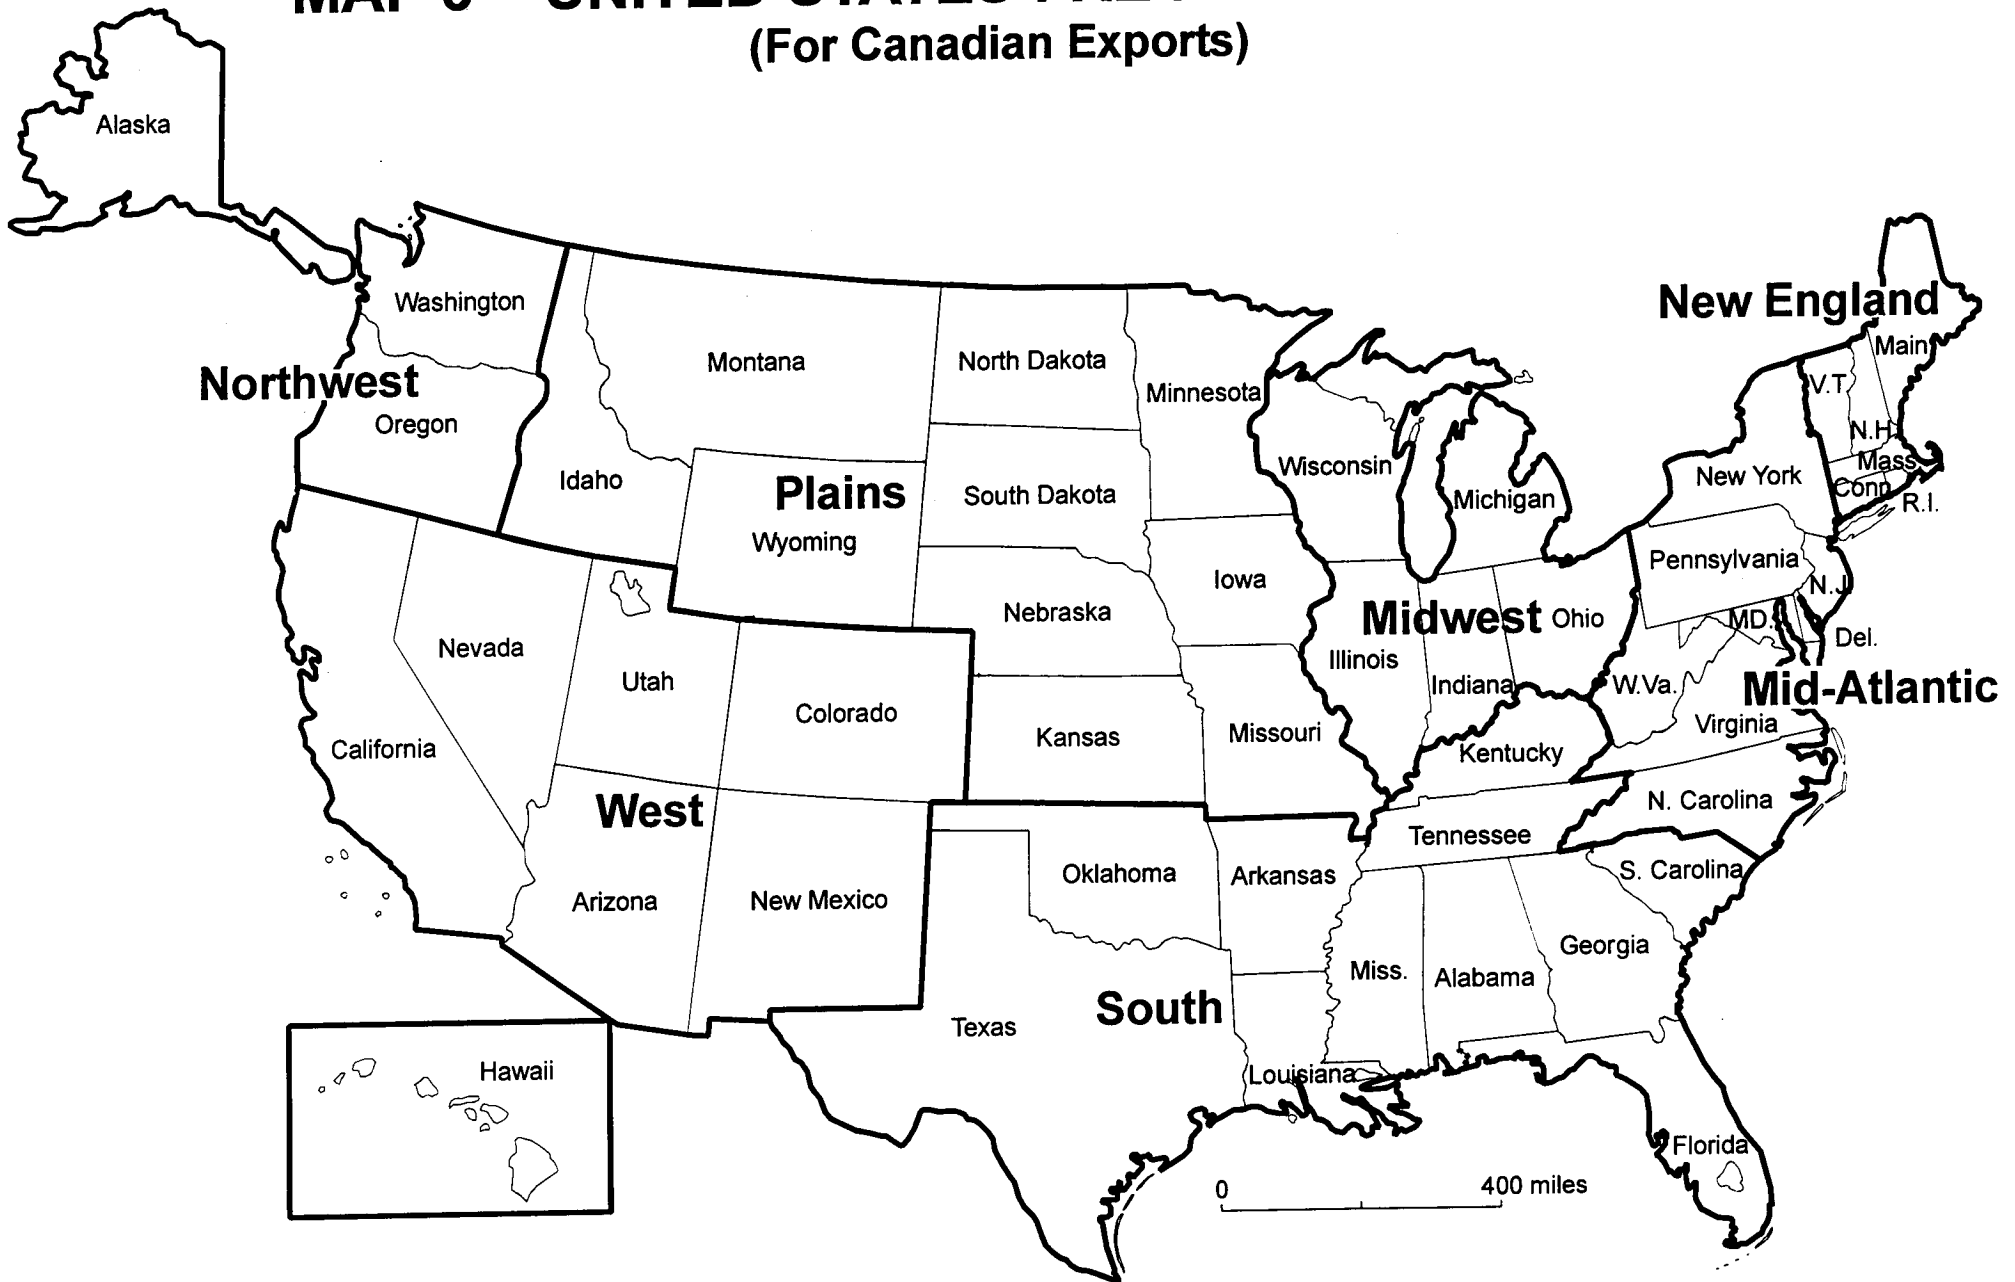 (For Canadian Exports)
Alaska
Washington
New England
Montana
North Dakota
Main
Northwest
Minnesota
V.T.
Oregon
N.H.
Idaho
Plains
South Dakota
Wisconsin
Michigan
New York
Mass.
Conn.
R.I.
Wyoming
Iowa
Pennsylvania
N.J.
Nebraska
Midwest
Ohio
MD.
Del.
Nevada
Utah
Illinois
Indiana
W.Va.
Mid-Atlantic
Colorado
Kansas
Missouri
Virginia
California
Kentucky
West
N. Carolina
Tennessee
Arizona
New Mexico
Oklahoma
Arkansas
S. Carolina
Georgia
Miss.
Alabama
South
Texas
Hawaii
Louisiana
Florida
0
400 miles